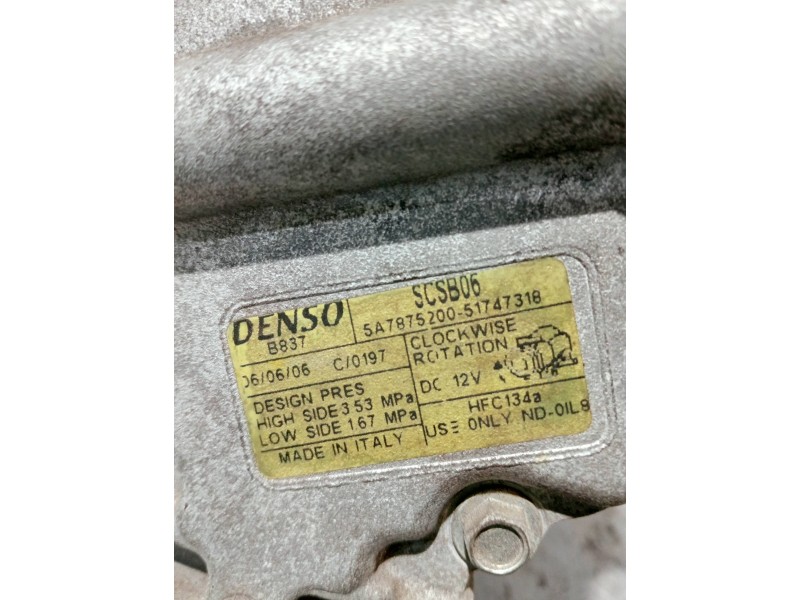 SCSB06
DENSO 5A7875200-51747318
B837
06/06/06 C/0197
CLOCKWISE
ROTATION
DC 12V
DESIGN PRES
HIGH SIDE 3 53 MPa
LOW SIDE 1 67 MPa
HFC134a
USE ONLY ND-OIL8
MADE IN ITALY